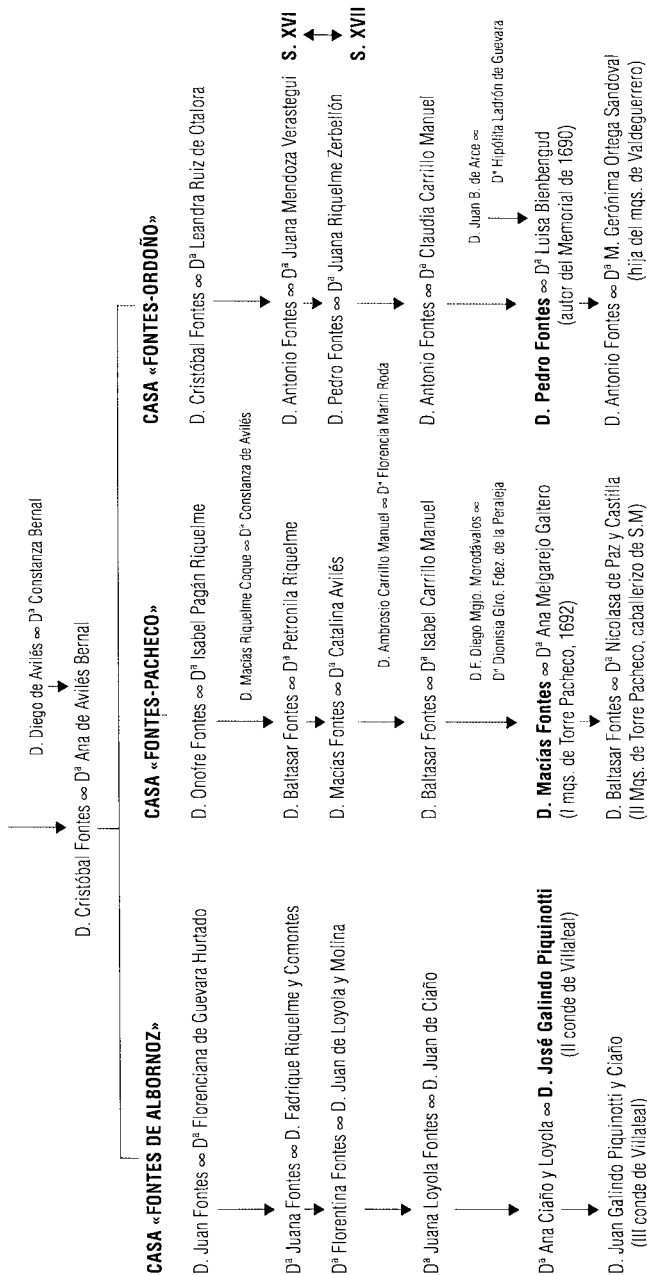 D. Diego de Avilés ∞ Dª Constanza Bernal
D. Cristóbal Fontes ∞ Dª Ana de Avilés Bernal
CASA «FONTES DE ALBORNOZ»
D. Juan Fontes ∞ Dª Florenciana de Guevara Hurtado
Dª Juana Fontes ∞ D. Fadrique Riquelme y Comontes
Dª Florentina Fontes ∞ D. Juan de Loyola y Molina
Dª Juana Loyola Fontes ∞ D. Juan de Ciaño
Dª Ana Ciaño y Loyola ∞ D. José Galindo Piquinotti
(II conde de Villaleal)
D. Juan Galindo Piquinotti y Ciaño
(III conde de Villaleal)
CASA «FONTES-PACHECO»
D. Onofre Fontes ∞ Dª Isabel Pagán Riquelme
D. Macías Riquelme Coque ∞ Dª Constanza de Avilés
D. Baltasar Fontes ∞ Dª Petronila Riquelme
D. Macías Fontes ∞ Dª Catalina Avilés
D. Ambrosio Carrillo Manuel ∞ Dª Florencia Marín Roda
D. Baltasar Fontes ∞ Dª Isabel Carrillo Manuel
D.F. Diego Mgjo. Morodávalos ∞
Dª Dionisia Glro. Fdez. de la Peraleja
D. Macías Fontes ∞ Dª Ana Melgarejo Galtero
(I mqs. de Torre Pacheco, 1692)
D. Baltasar Fontes ∞ Dª Nicolasa de Paz y Castilla
(II Mqs. de Torre Pacheco, caballerizo de S.M)
CASA «FONTES-ORDOÑO»
D. Cristóbal Fontes ∞ Dª Leandra Ruiz de Otalora
D. Antonio Fontes ∞ Dª Juana Mendoza Verastegui
S. XVI
D. Pedro Fontes ∞ Dª Juana Riquelme Zerbellón
S. XVII
D. Antonio Fontes ∞ Dª Claudia Carrillo Manuel
D. Juan B. de Arce ∞
Dª Hipólita Ladrón de Guevara
D. Pedro Fontes ∞ Dª Luisa Bienbengud
(autor del Memorial de 1690)
D. Antonio Fontes ∞ Dª M. Gerónima Ortega Sandoval
(hija del mqs. de Valdeguerrero)